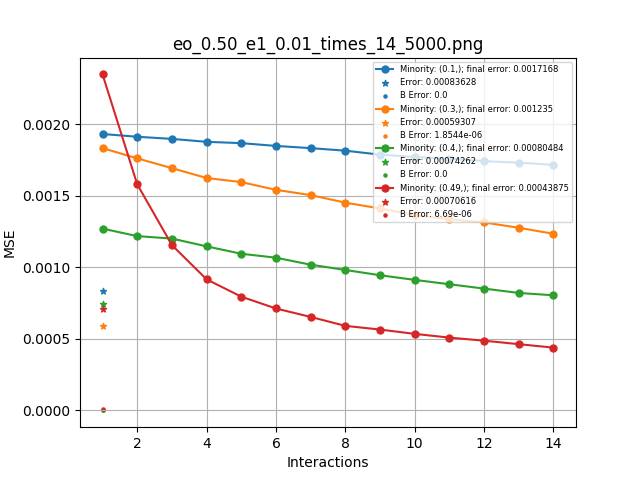 eo_0.50_e1_0.01_times_14_5000.png
Minority: (0.1,); final error: 0.0017168
Error: 0.00083628
B Error: 0.0
Minority: (0.3,); final error: 0.001235
Error: 0.00059307
B Error: 1.8544e-06
Minority: (0.4,); final error: 0.00080484
Error: 0.00074262
B Error: 0.0
Minority: (0.49,); final error: 0.00043875
Error: 0.00070616
B Error: 6.69e-06
MSE
0.0020
0.0015
0.0010
0.0005
0.0000
2 4 6 8 10 12 14
Interactions